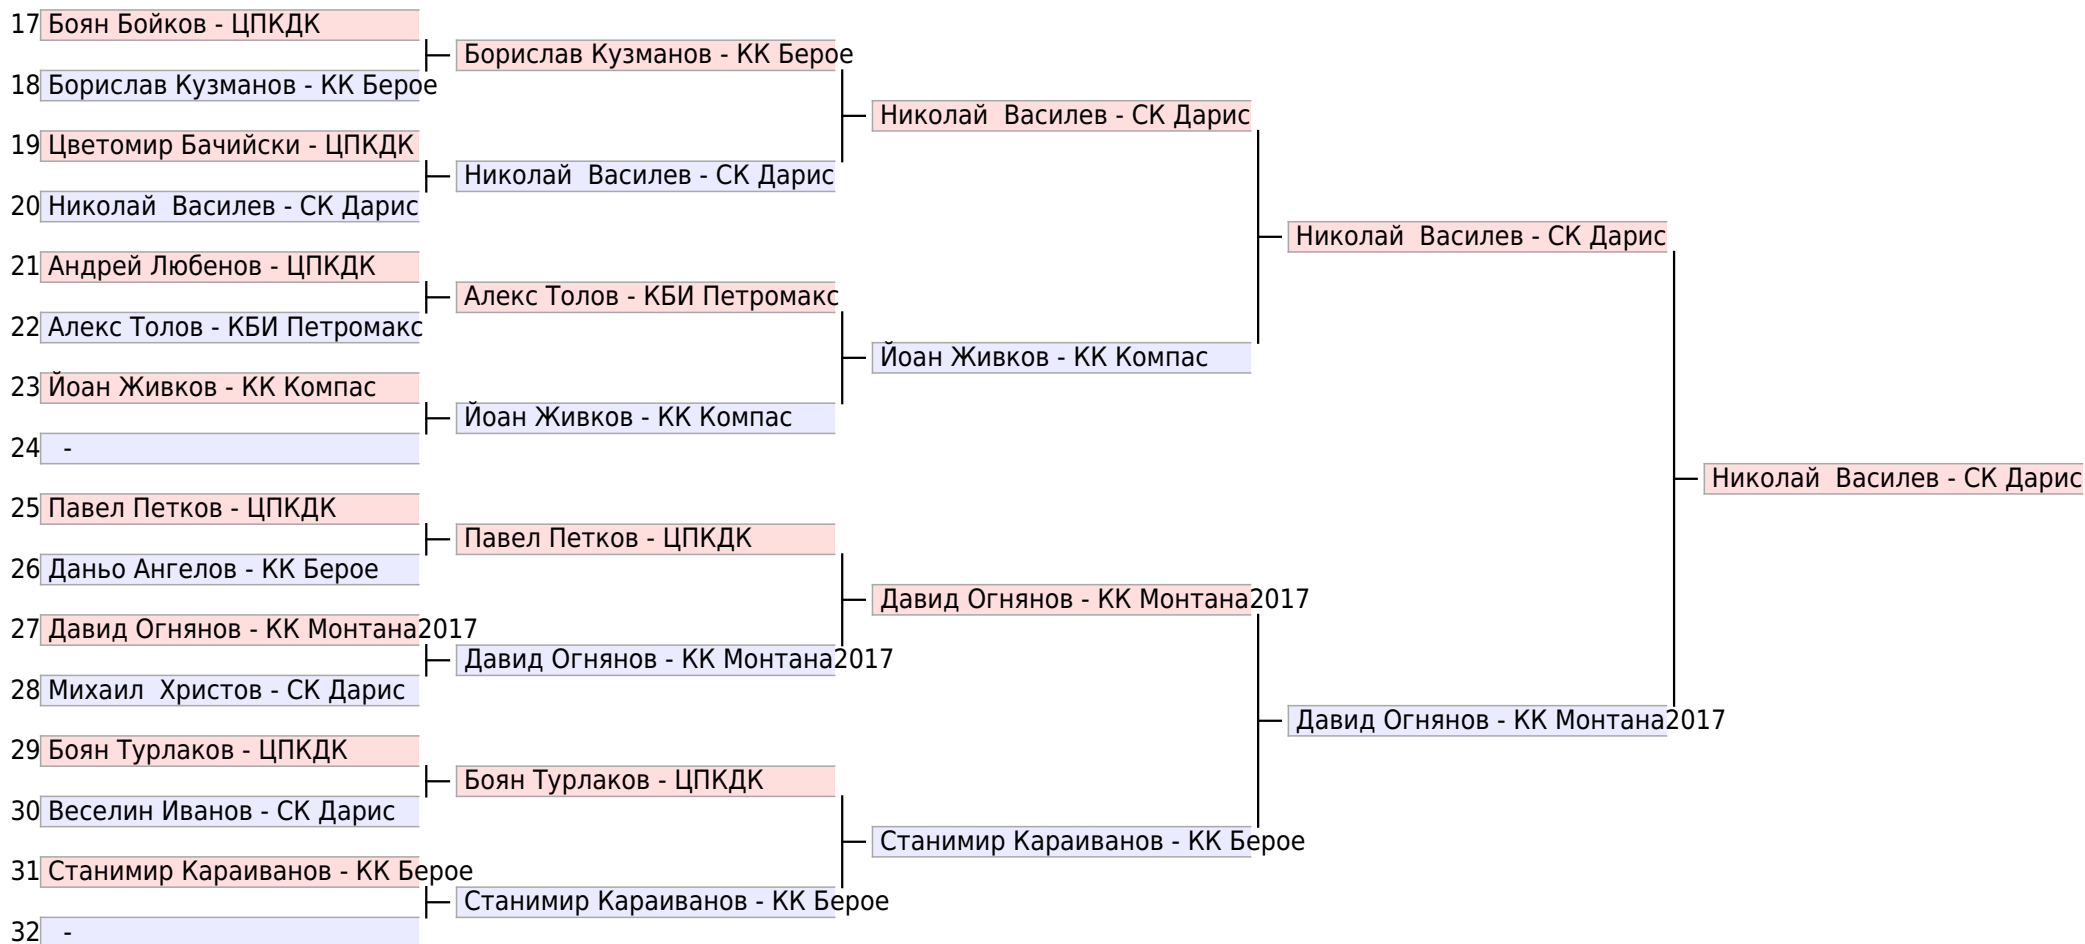 17 Боян Бойков - ЦПКДК
Борислав Кузманов - КК Берое
18 Борислав Кузманов - КК Берое
Николай  Василев - СК Дарис
19 Цветомир Бачийски - ЦПКДК
Николай  Василев - СК Дарис
20 Николай  Василев - СК Дарис
Николай  Василев - СК Дарис
21 Андрей Любенов - ЦПКДК
Алекс Толов - КБИ Петромакс
22 Алекс Толов - КБИ Петромакс
Йоан Живков - КК Компас
23 Йоан Живков - КК Компас
Йоан Живков - КК Компас
24 -
Николай  Василев - СК Дарис
25 Павел Петков - ЦПКДК
Павел Петков - ЦПКДК
26 Даньо Ангелов - КК Берое
Давид Огнянов - КК Монтана2017
27 Давид Огнянов - КК Монтана2017
Давид Огнянов - КК Монтана2017
28 Михаил  Христов - СК Дарис
Давид Огнянов - КК Монтана2017
29 Боян Турлаков - ЦПКДК
Боян Турлаков - ЦПКДК
30 Веселин Иванов - СК Дарис
Станимир Караиванов - КК Берое
31 Станимир Караиванов - КК Берое
Станимир Караиванов - КК Берое
32 -